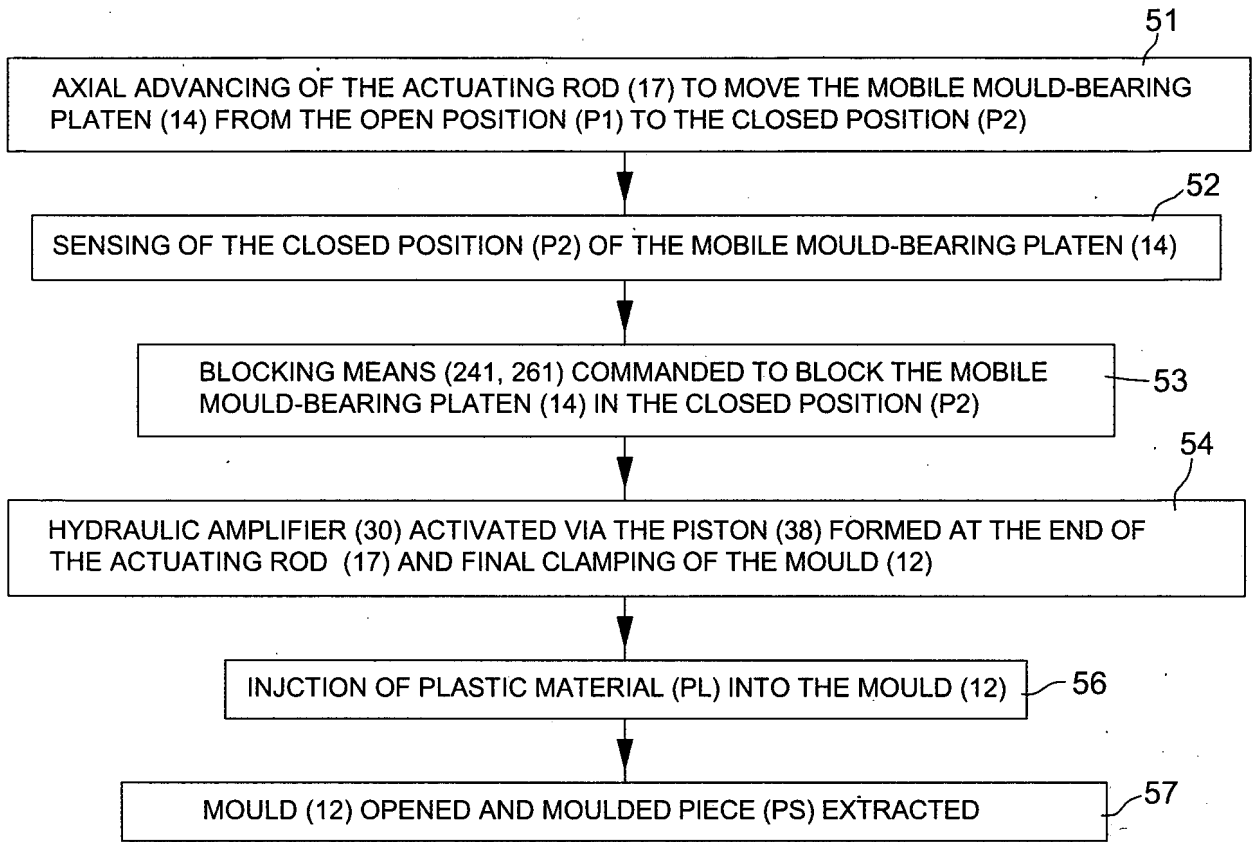 51
AXIAL ADVANCING OF THE ACTUATING ROD (17) TO MOVE THE MOBILE MOULD-BEARING
PLATEN (14) FROM THE OPEN POSITION (P1) TO THE CLOSED POSITION (P2)
52
SENSING OF THE CLOSED POSITION (P2) OF THE MOBILE MOULD-BEARING PLATEN (14)
BLOCKING MEANS (241, 261) COMMANDED TO BLOCK THE MOBILE
MOULD-BEARING PLATEN (14) IN THE CLOSED POSITION (P2)
53
54
HYDRAULIC AMPLIFIER (30) ACTIVATED VIA THE PISTON (38) FORMED AT THE END OF
THE ACTUATING ROD (17) AND FINAL CLAMPING OF THE MOULD (12)
INJCTION OF PLASTIC MATERIAL (PL) INTO THE MOULD (12)
56
MOULD (12) OPENED AND MOULDED PIECE (PS) EXTRACTED
57